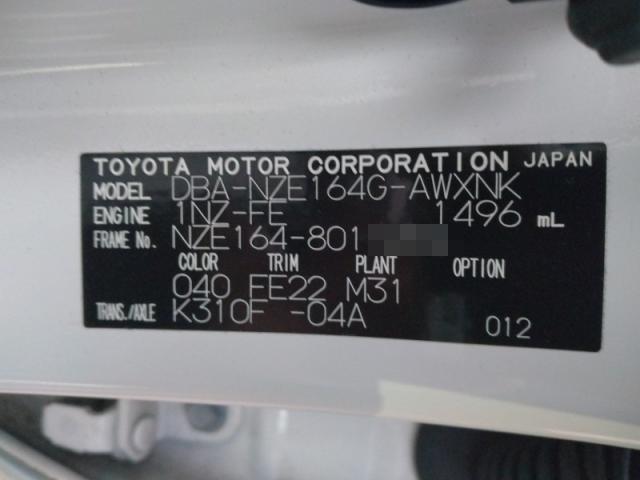 TOYOTA MOTOR CORPORATION JAPAN
MODEL DBA-NZE164G-AWXNK
ENGINE 1NZ-FE 1496 mL
FRAME No. NZE164-801
COLOR TRIM PLANT OPTION
040 FE22 M31
TRANS./AXLE K310F -04A 012